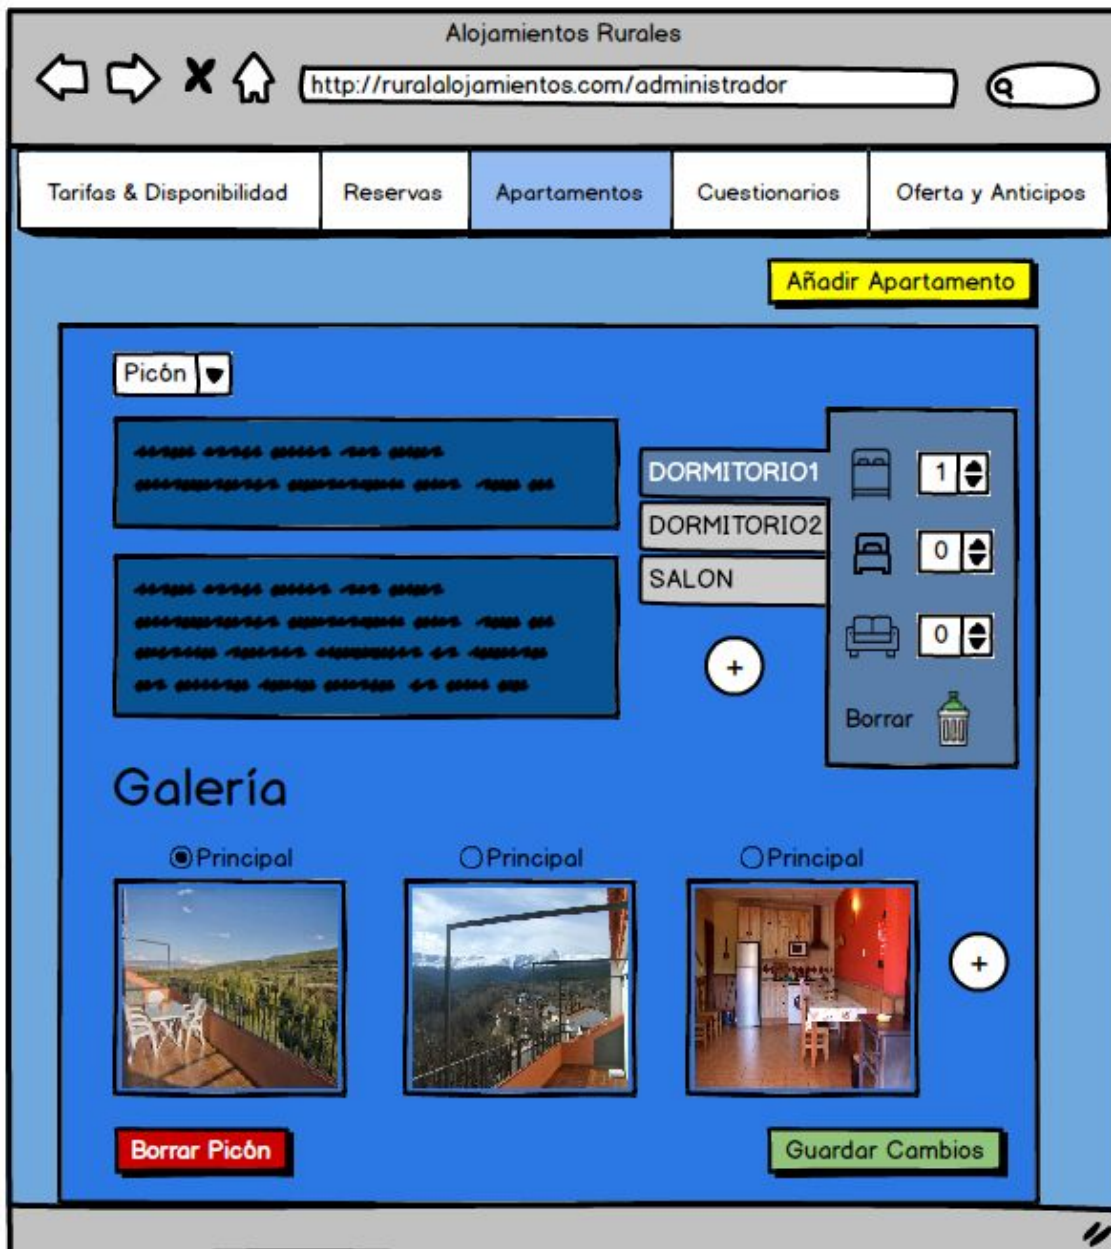 Alojamientos Rurales
http://ruralalojamientos.com/administrador
Tarifas & Disponibilidad
Reservas
Apartamentos
Cuestionarios
Oferta y Anticipos
Añadir Apartamento
Picón
DORMITORIO1
1
DORMITORIO2
0
SALON
0
+
Borrar
Galería
Principal
Principal
Principal
+
Borrar Picón
Guardar Cambios